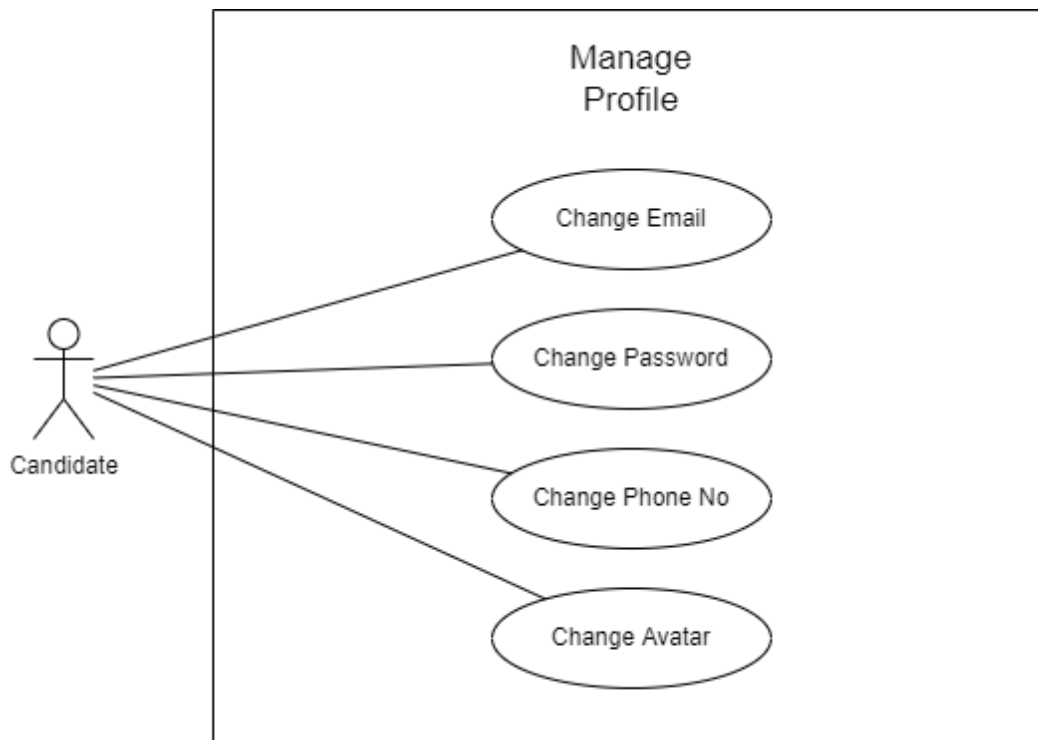 Manage
Profile
Change Email
Change Password
Candidate
Change Phone No
Change Avatar